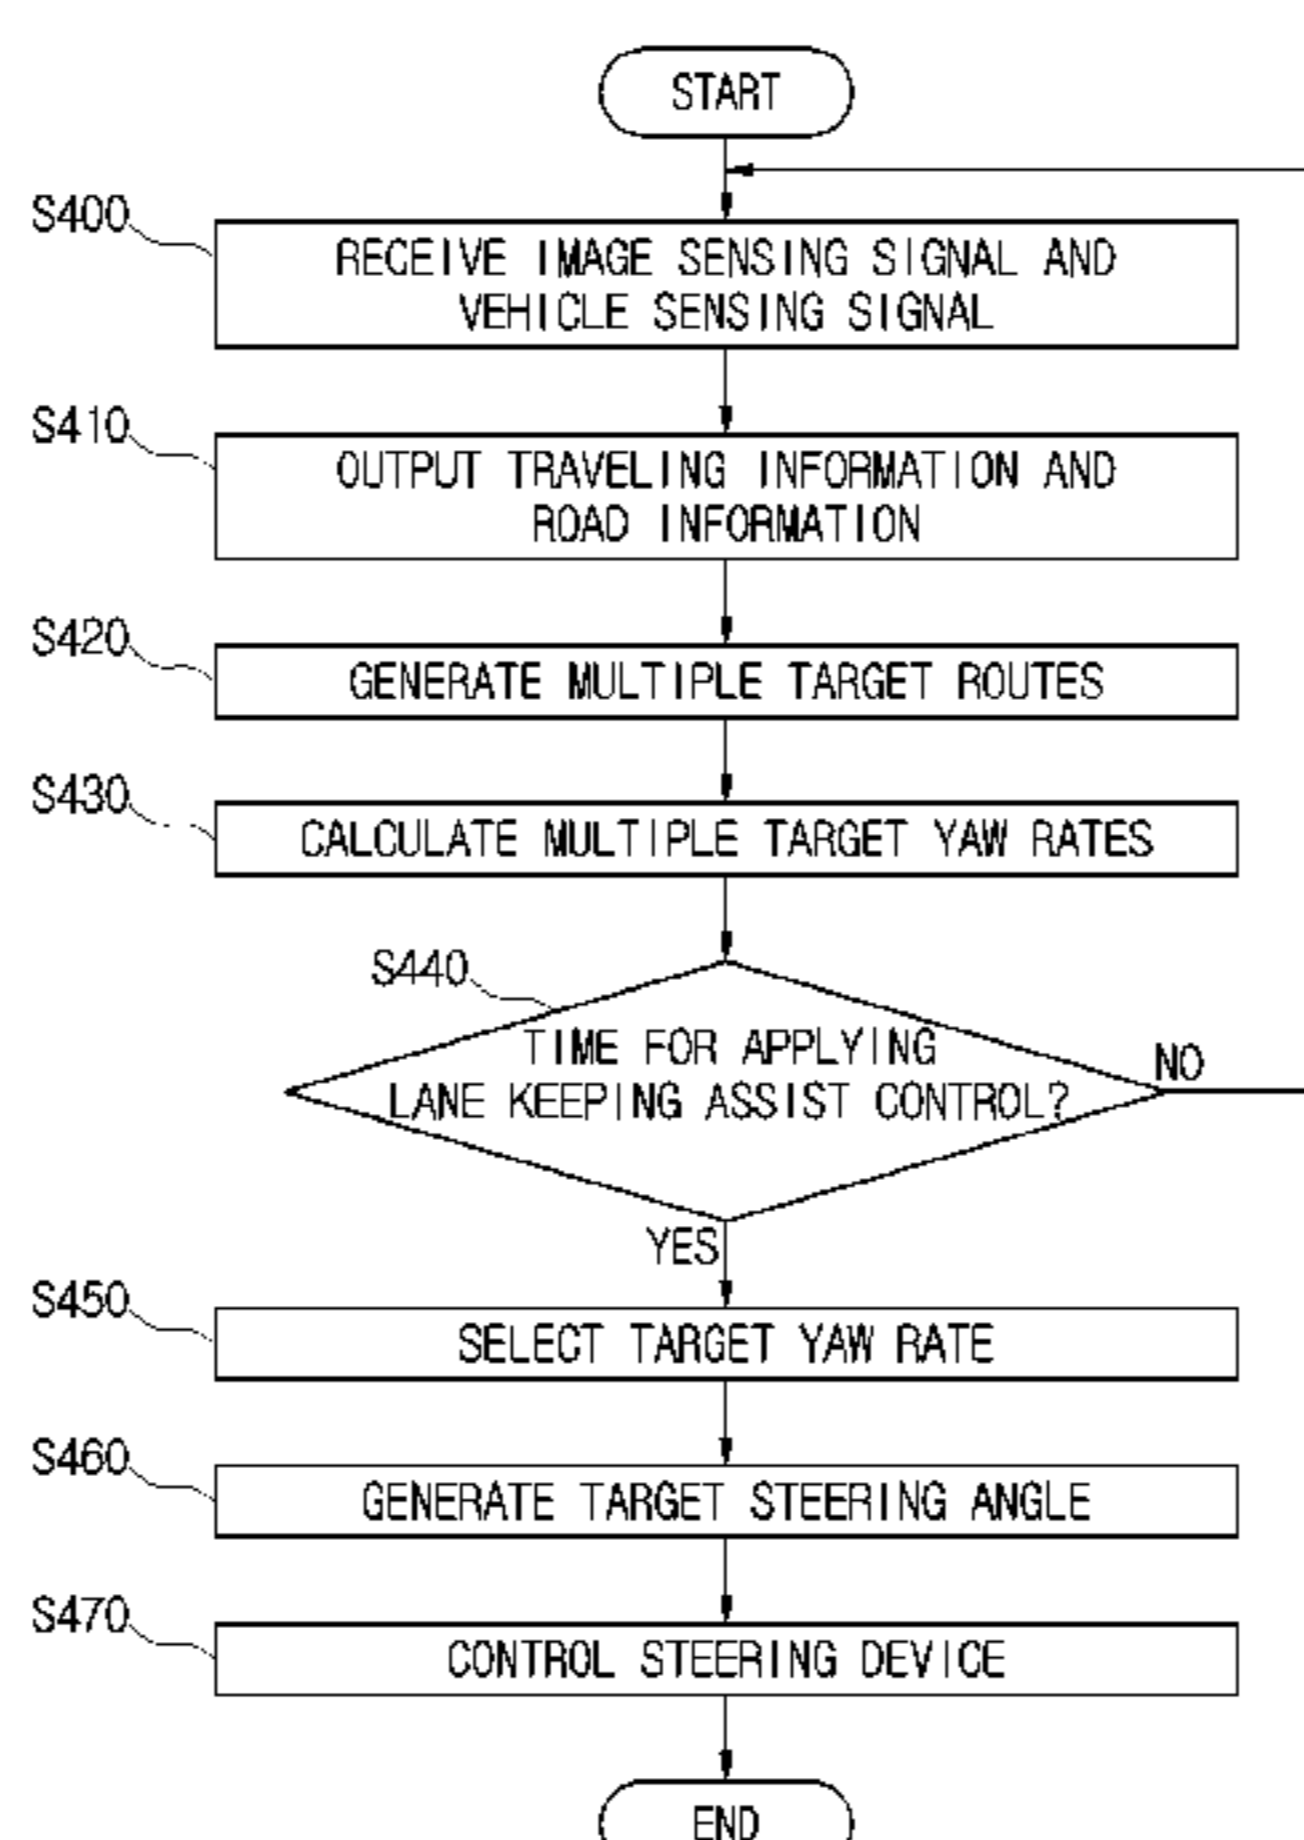 START
S400
RECEIVE IMAGE SENSING SIGNAL AND
VEHICLE SENSING SIGNAL
S410
OUTPUT TRAVELING INFORMATION AND
ROAD INFORMATION
S420
GENERATE MULTIPLE TARGET ROUTES
S430
CALCULATE MULTIPLE TARGET YAW RATES
S440
TIME FOR APPLYING
LANE KEEPING ASSIST CONTROL?
NO
YES
S450
SELECT TARGET YAW RATE
S460
GENERATE TARGET STEERING ANGLE
S470
CONTROL STEERING DEVICE
END